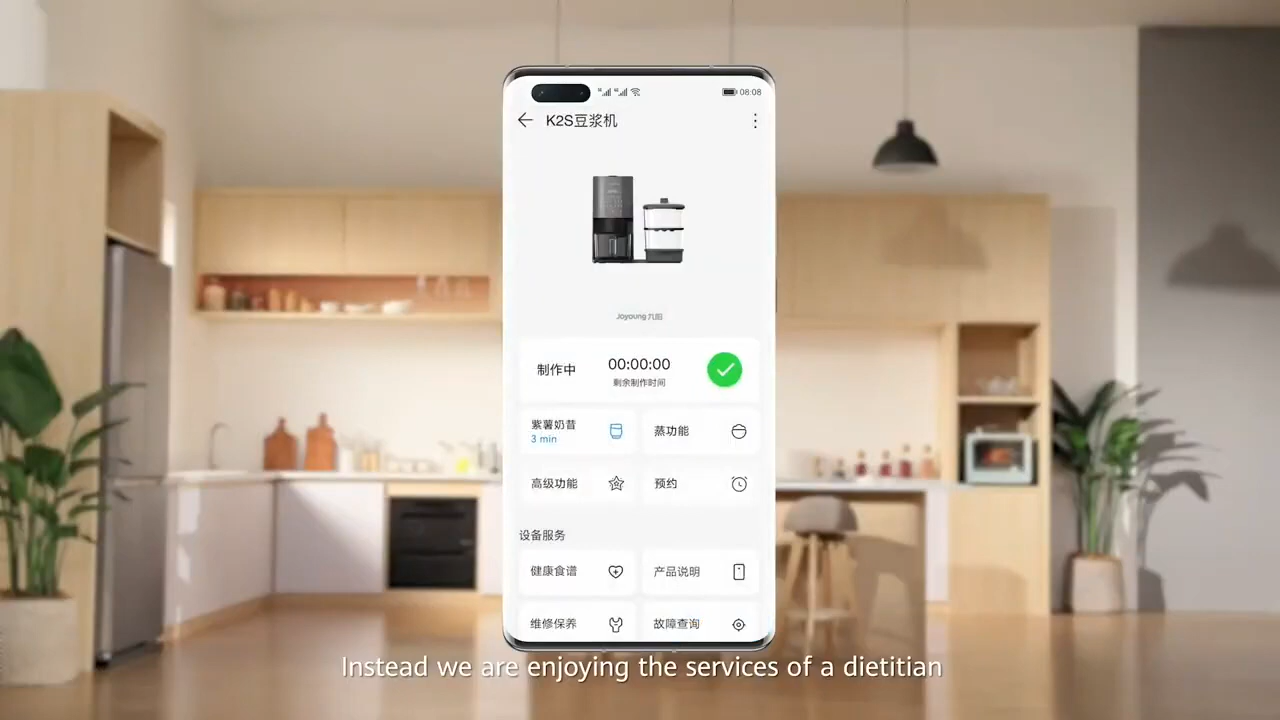 08:08
K2S豆浆机
Joyoung 九阳
制作中
00:00:00
剩余制作时间
紫薯奶昔
3 min
蒸功能
高级功能
预约
设备服务
健康食谱
产品说明
维修保养
故障查询
Instead we are enjoying the services of a dietitian